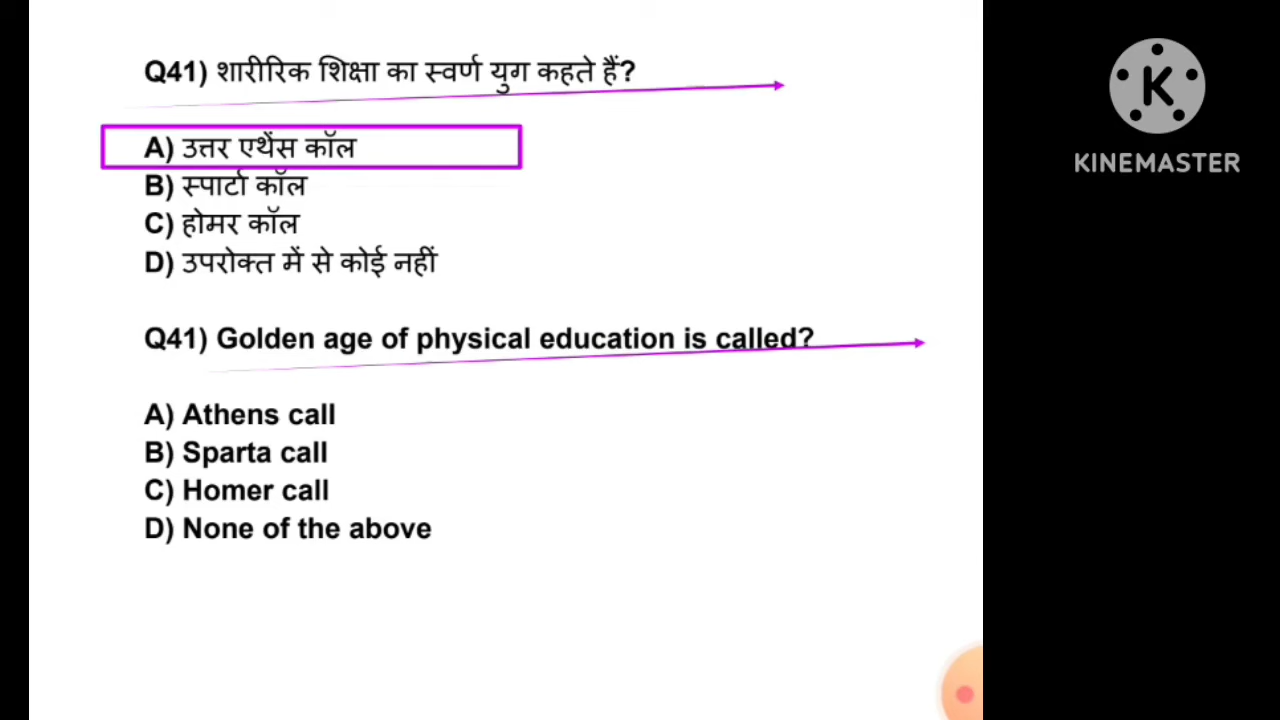 Q41) शारीरिक शिक्षा का स्वर्ण युग कहते हैं?
A) उत्तर एथेंस कॉल
B) स्पार्टा कॉल
C) होमर कॉल
D) उपरोक्त में से कोई नहीं
Q41) Golden age of physical education is called?
A) Athens call
B) Sparta call
C) Homer call
D) None of the above
K
KINEMASTER